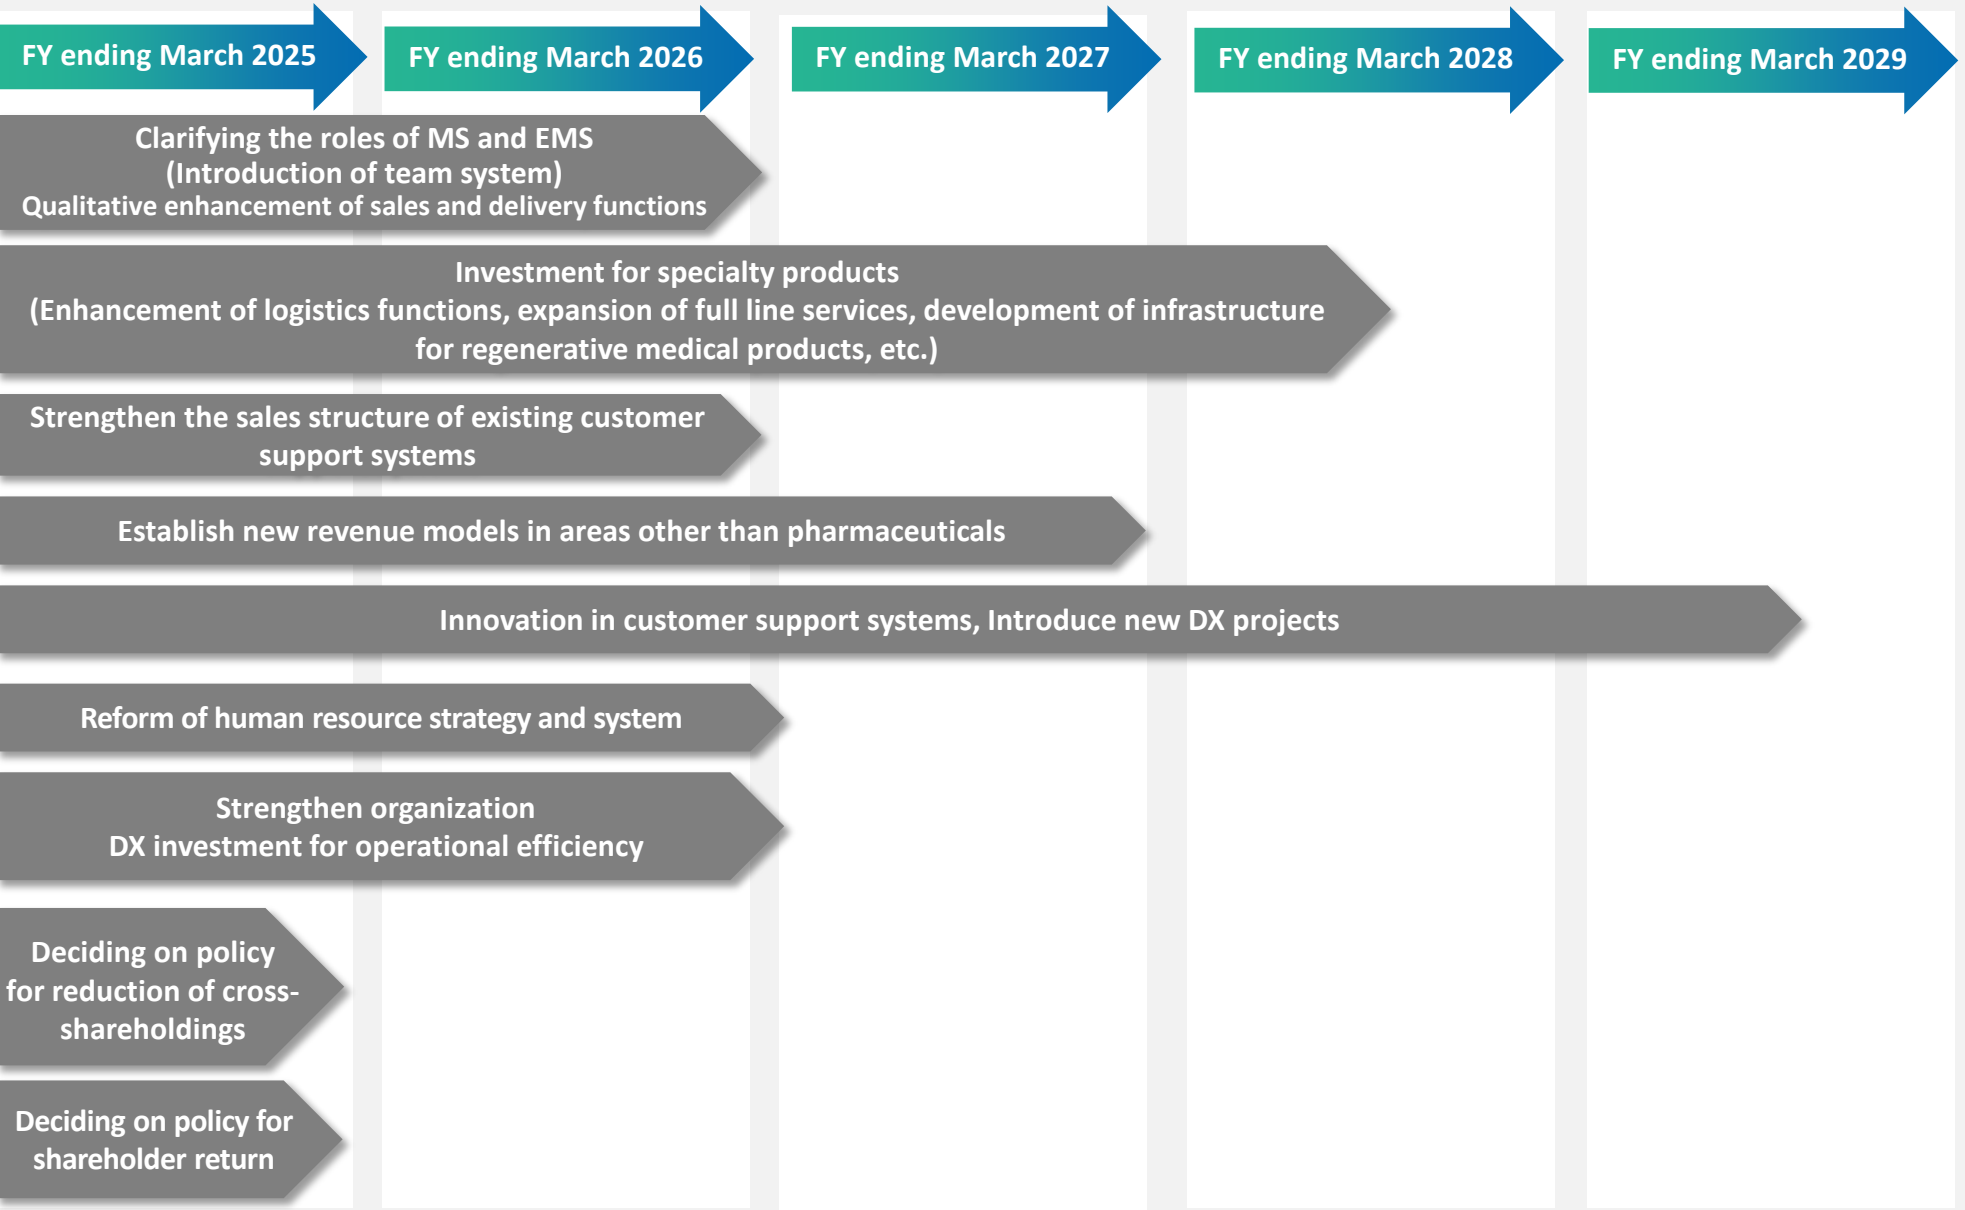 FY ending March 2025
FY ending March 2026
FY ending March 2027
FY ending March 2028
FY ending March 2029
Clarifying the roles of MS and EMS
(Introduction of team system)
Qualitative enhancement of sales and delivery functions
Investment for specialty products
(Enhancement of logistics functions, expansion of full line services, development of infrastructure
for regenerative medical products, etc.)
Strengthen the sales structure of existing customer
support systems
Establish new revenue models in areas other than pharmaceuticals
Innovation in customer support systems, Introduce new DX projects
Reform of human resource strategy and system
Strengthen organization
DX investment for operational efficiency
Deciding on policy
for reduction of cross-
shareholdings
Deciding on policy for
shareholder return